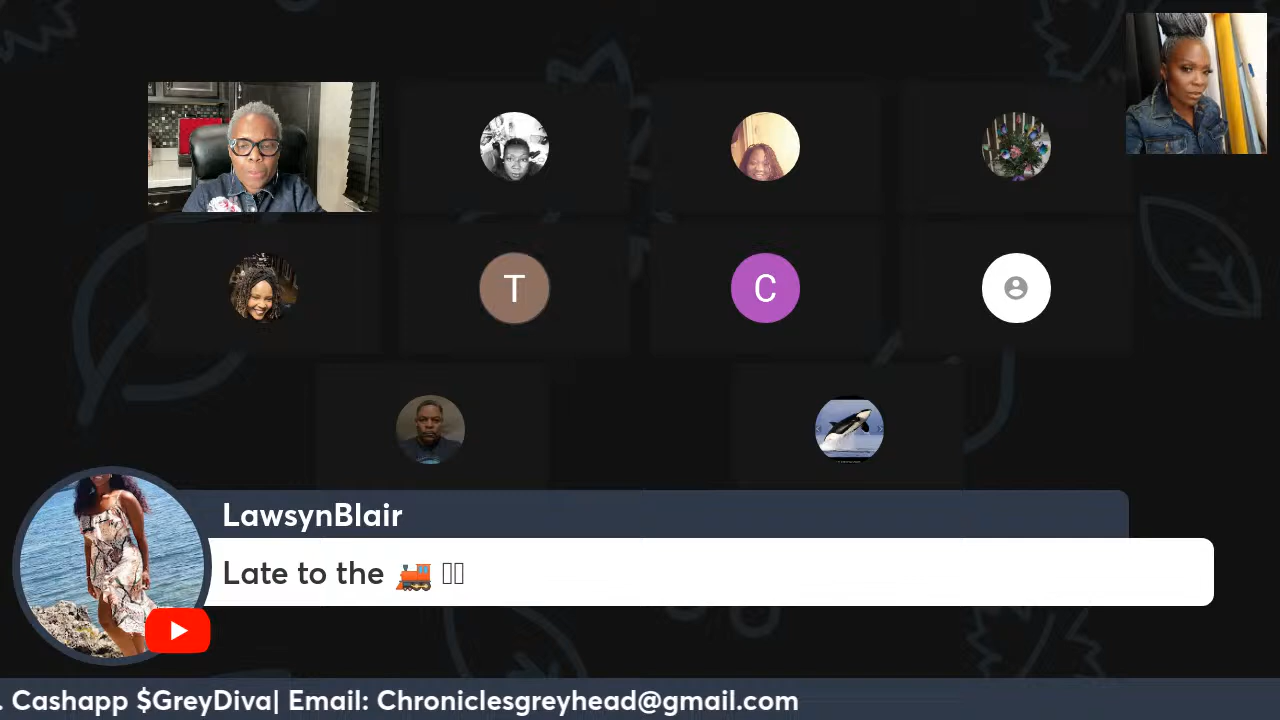 T
C
LawsynBlair
Late to the 🚂
. Cashapp $GreyDiva| Email: Chroniclesgreyhead@gmail.com